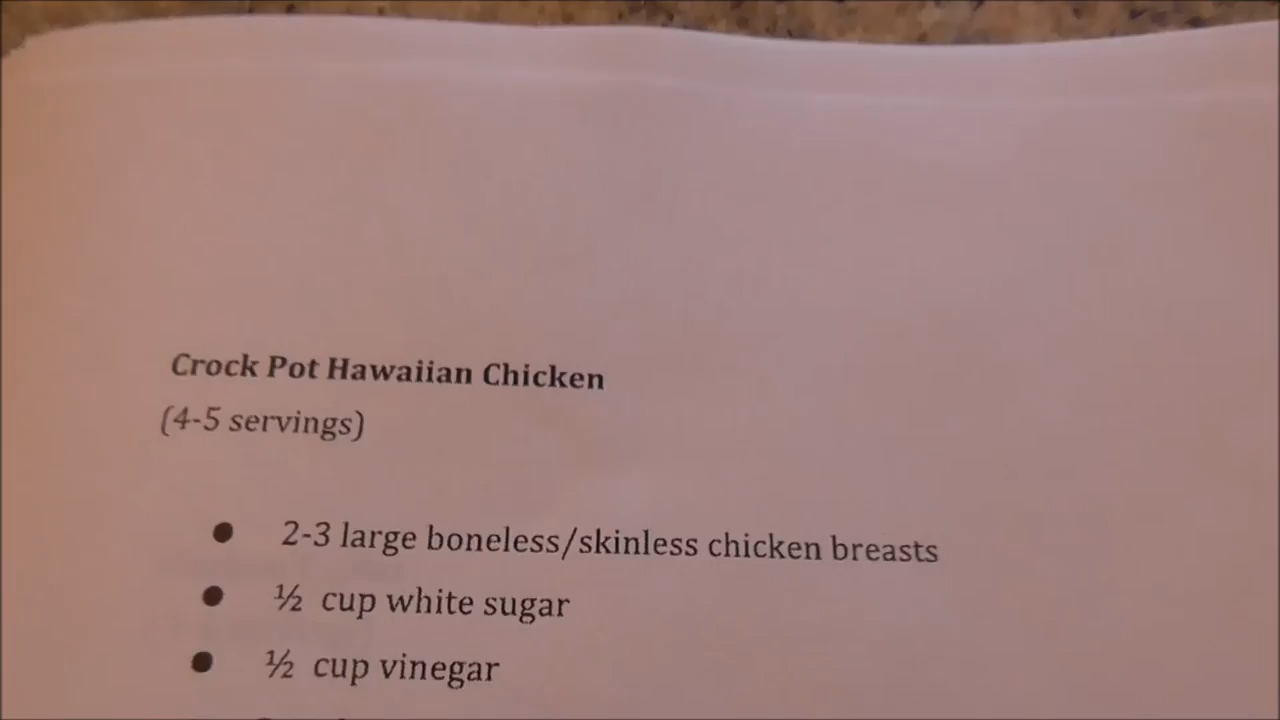 Crock Pot Hawaiian Chicken
(4-5 servings)
● 2-3 large boneless/skinless chicken breasts
● ½ cup white sugar
● ½ cup vinegar